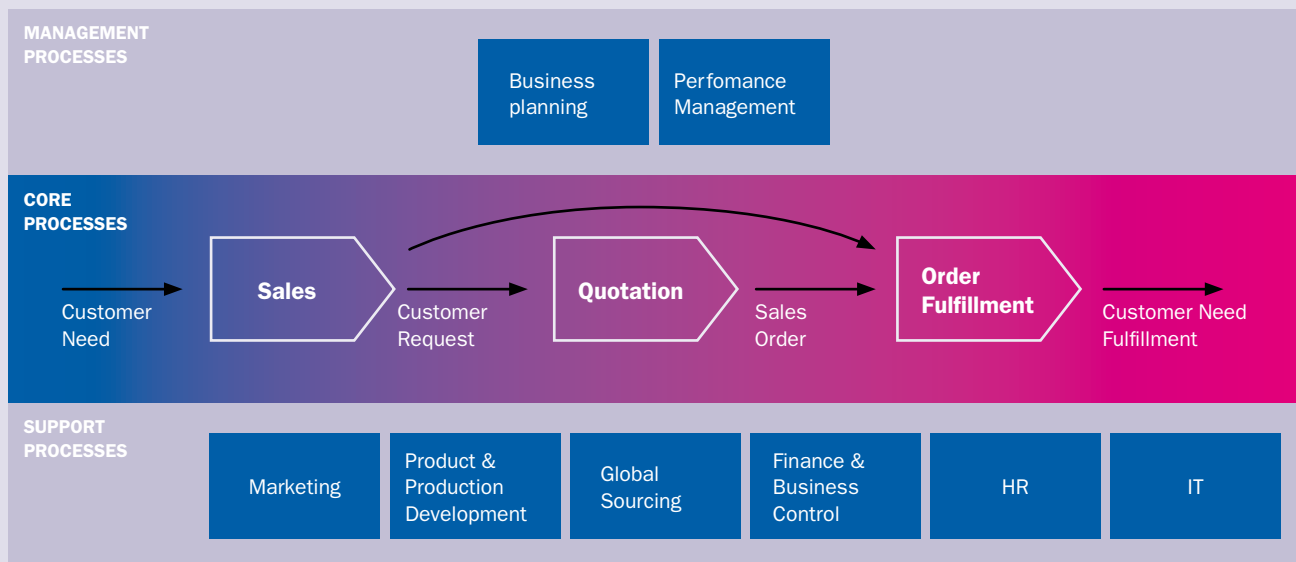 MANAGEMENT
PROCESSES
Business
planning
Perfomance
Management
CORE
PROCESSES
Customer
Need
Sales
Customer
Request
Quotation
Sales
Order
Order
Fulfillment
Customer Need
Fulfillment
SUPPORT
PROCESSES
Marketing
Product &
Production
Development
Global
Sourcing
Finance &
Business
Control
HR
IT